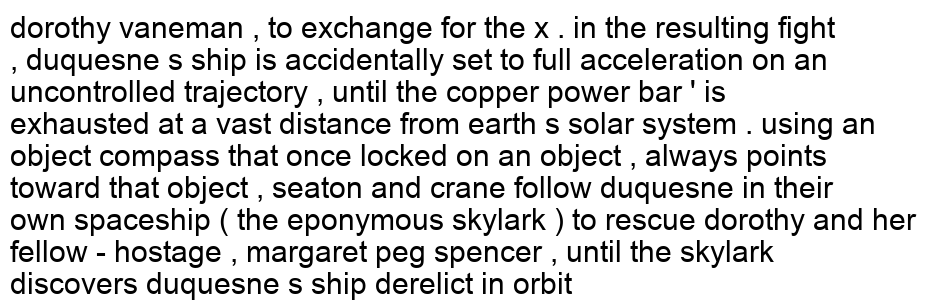 dorothy vaneman , to exchange for the x . in the resulting fight
, duquesne s ship is accidentally set to full acceleration on an
uncontrolled trajectory , until the copper power bar ' is
exhausted at a vast distance from earth s solar system . using an
object compass that once locked on an object , always points
toward that object , seaton and crane follow duquesne in their
own spaceship ( the eponymous skylark ) to rescue dorothy and her
fellow - hostage , margaret peg spencer , until the skylark
discovers duquesne s ship derelict in orbit